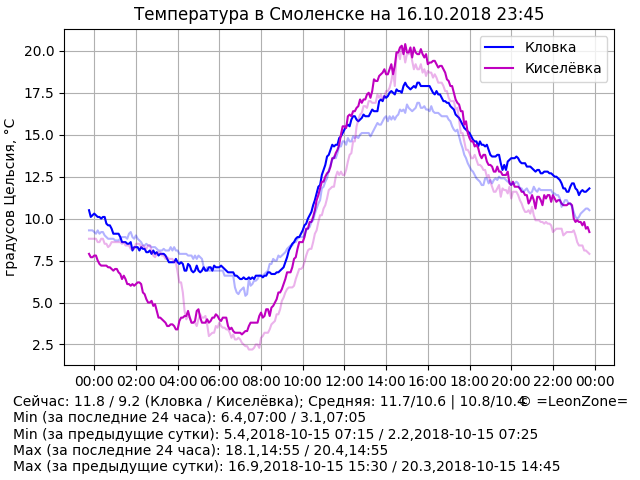 Температура в Смоленске на 16.10.2018 23:45
Кловка
Киселёвка
градусов Цельсия, °C
20.0
17.5
15.0
12.5
10.0
7.5
5.0
2.5
00:00 02:00 04:00 06:00 08:00 10:00 12:00 14:00 16:00 18:00 20:00 22:00 00:00
Сейчас: 11.8 / 9.2 (Кловка / Киселёвка); Средняя: 11.7/10.6 | 10.8/10.4 © =LeonZone=
Min (за последние 24 часа): 6.4,07:00 / 3.1,07:05
Min (за предыдущие сутки): 5.4,2018-10-15 07:15 / 2.2,2018-10-15 07:25
Max (за последние 24 часа): 18.1,14:55 / 20.4,14:55
Max (за предыдущие сутки): 16.9,2018-10-15 15:30 / 20.3,2018-10-15 14:45